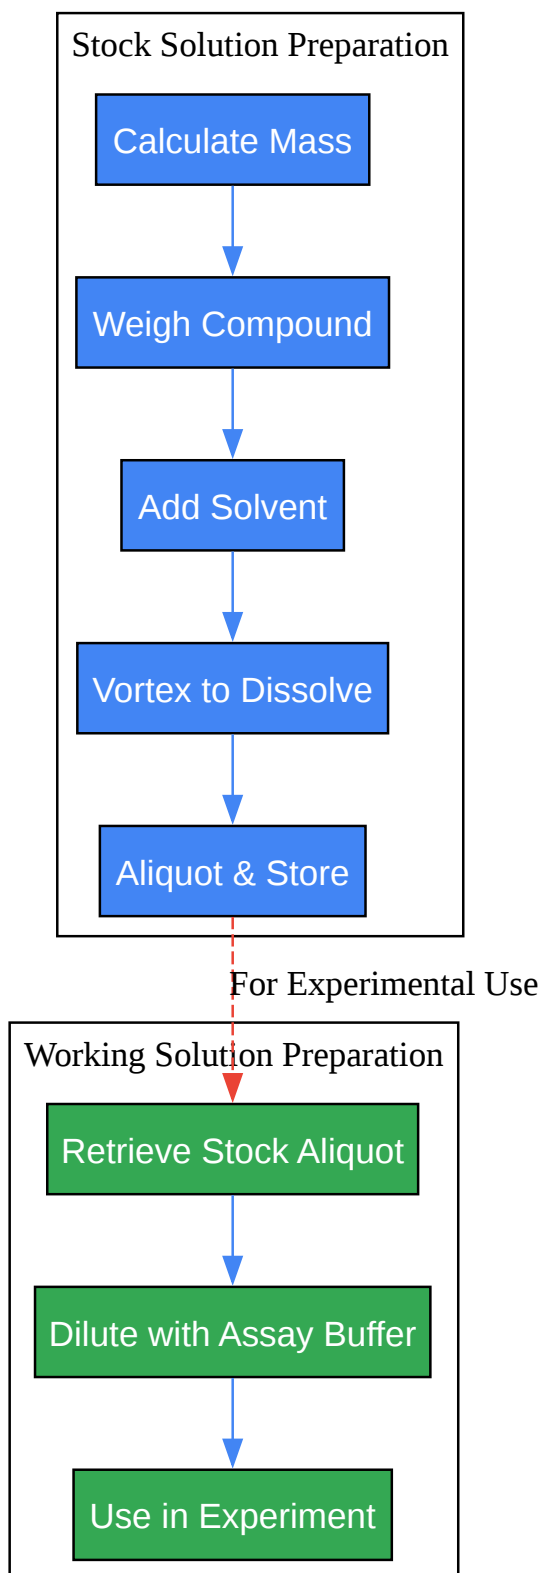 Stock Solution Preparation
Calculate Mass
Weigh Compound
Add Solvent
Vortex to Dissolve
Aliquot & Store
For Experimental Use
Working Solution Preparation
Retrieve Stock Aliquot
Dilute with Assay Buffer
Use in Experiment